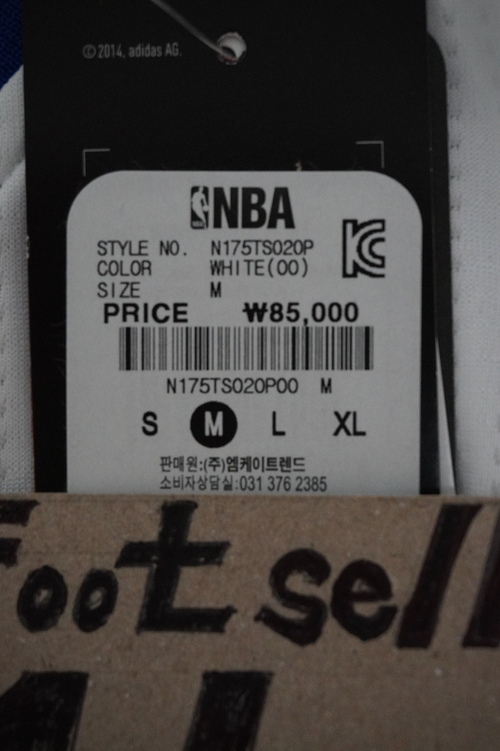 ©2014, adidas AG.
NBA
STYLE NO. N175TS020P
COLOR WHITE(00)
SIZE M
PRICE ₩85,000
N175TS020P00 M
S M L XL
판매원:(주)엠케이트렌드
소비자상담실:031 376 2385
Foot sell